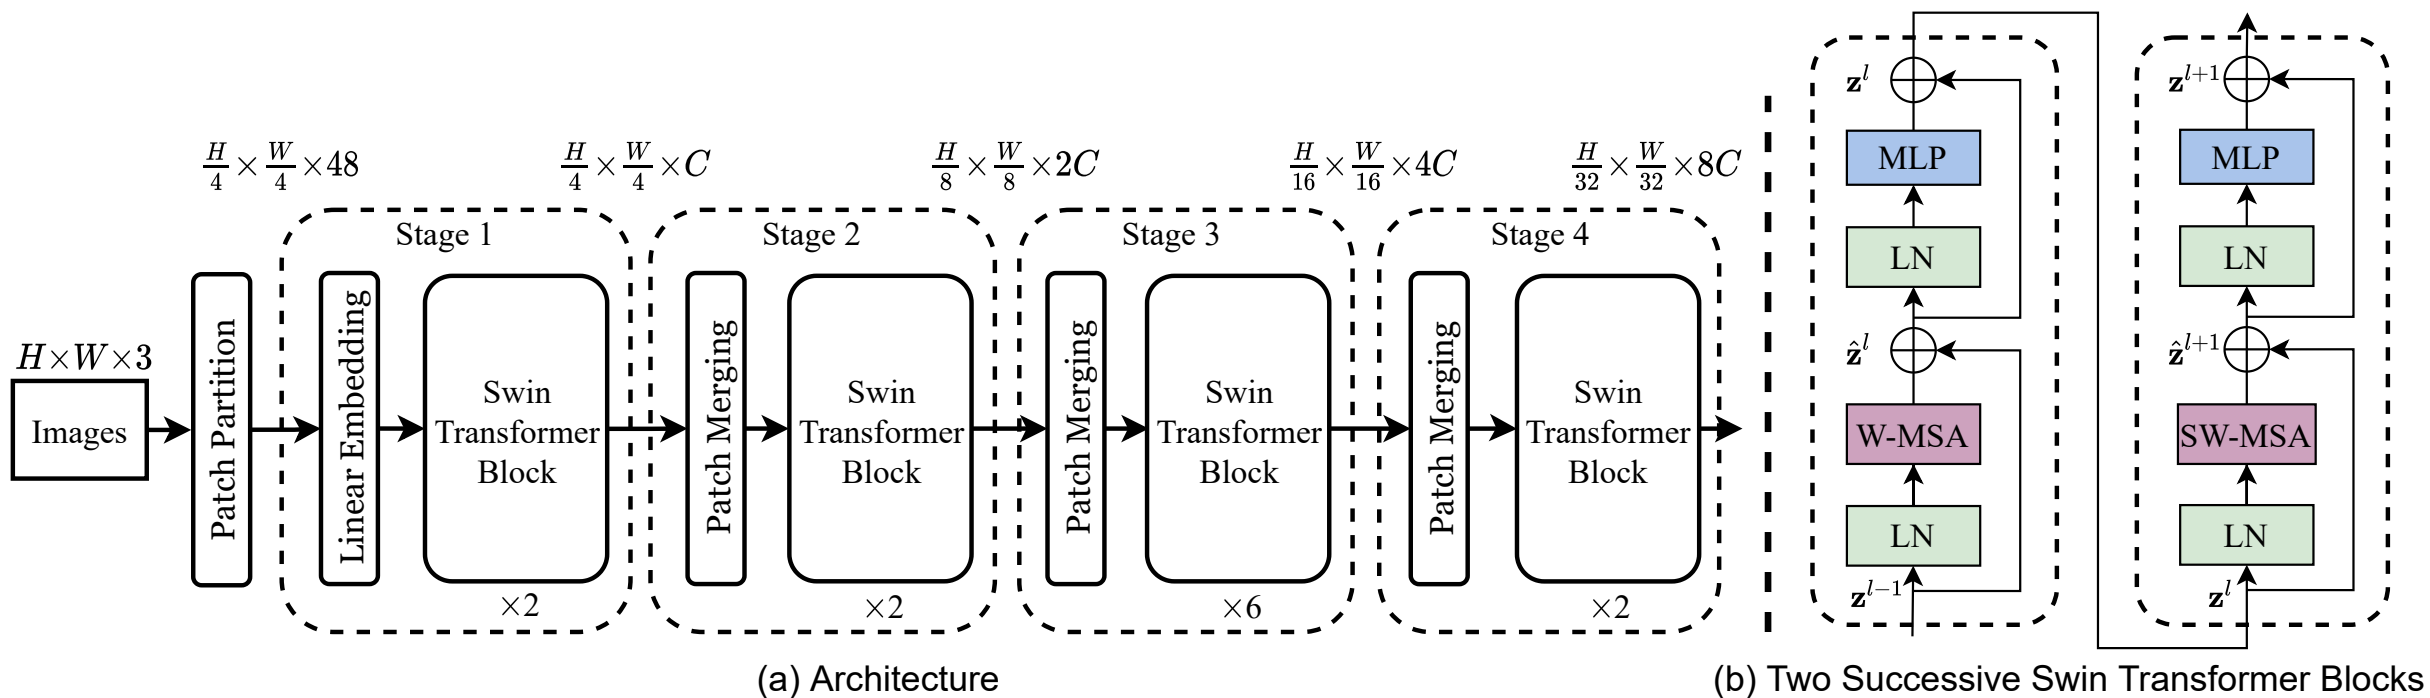 H/4 × W/4 × 48
H/4 × W/4 × C
H/8 × W/8 × 2C
H/16 × W/16 × 4C
H/32 × W/32 × 8C
Stage 1
Stage 2
Stage 3
Stage 4
H×W×3
Images
Patch Partition
Linear Embedding
Swin
Transformer
Block
×2
Patch Merging
Swin
Transformer
Block
×2
Patch Merging
Swin
Transformer
Block
×6
Patch Merging
Swin
Transformer
Block
×2
(a) Architecture
z^l
MLP
LN
ẑ^l
W-MSA
LN
z^{l-1}
z^{l+1}
MLP
LN
ẑ^{l+1}
SW-MSA
LN
z^l
(b) Two Successive Swin Transformer Blocks